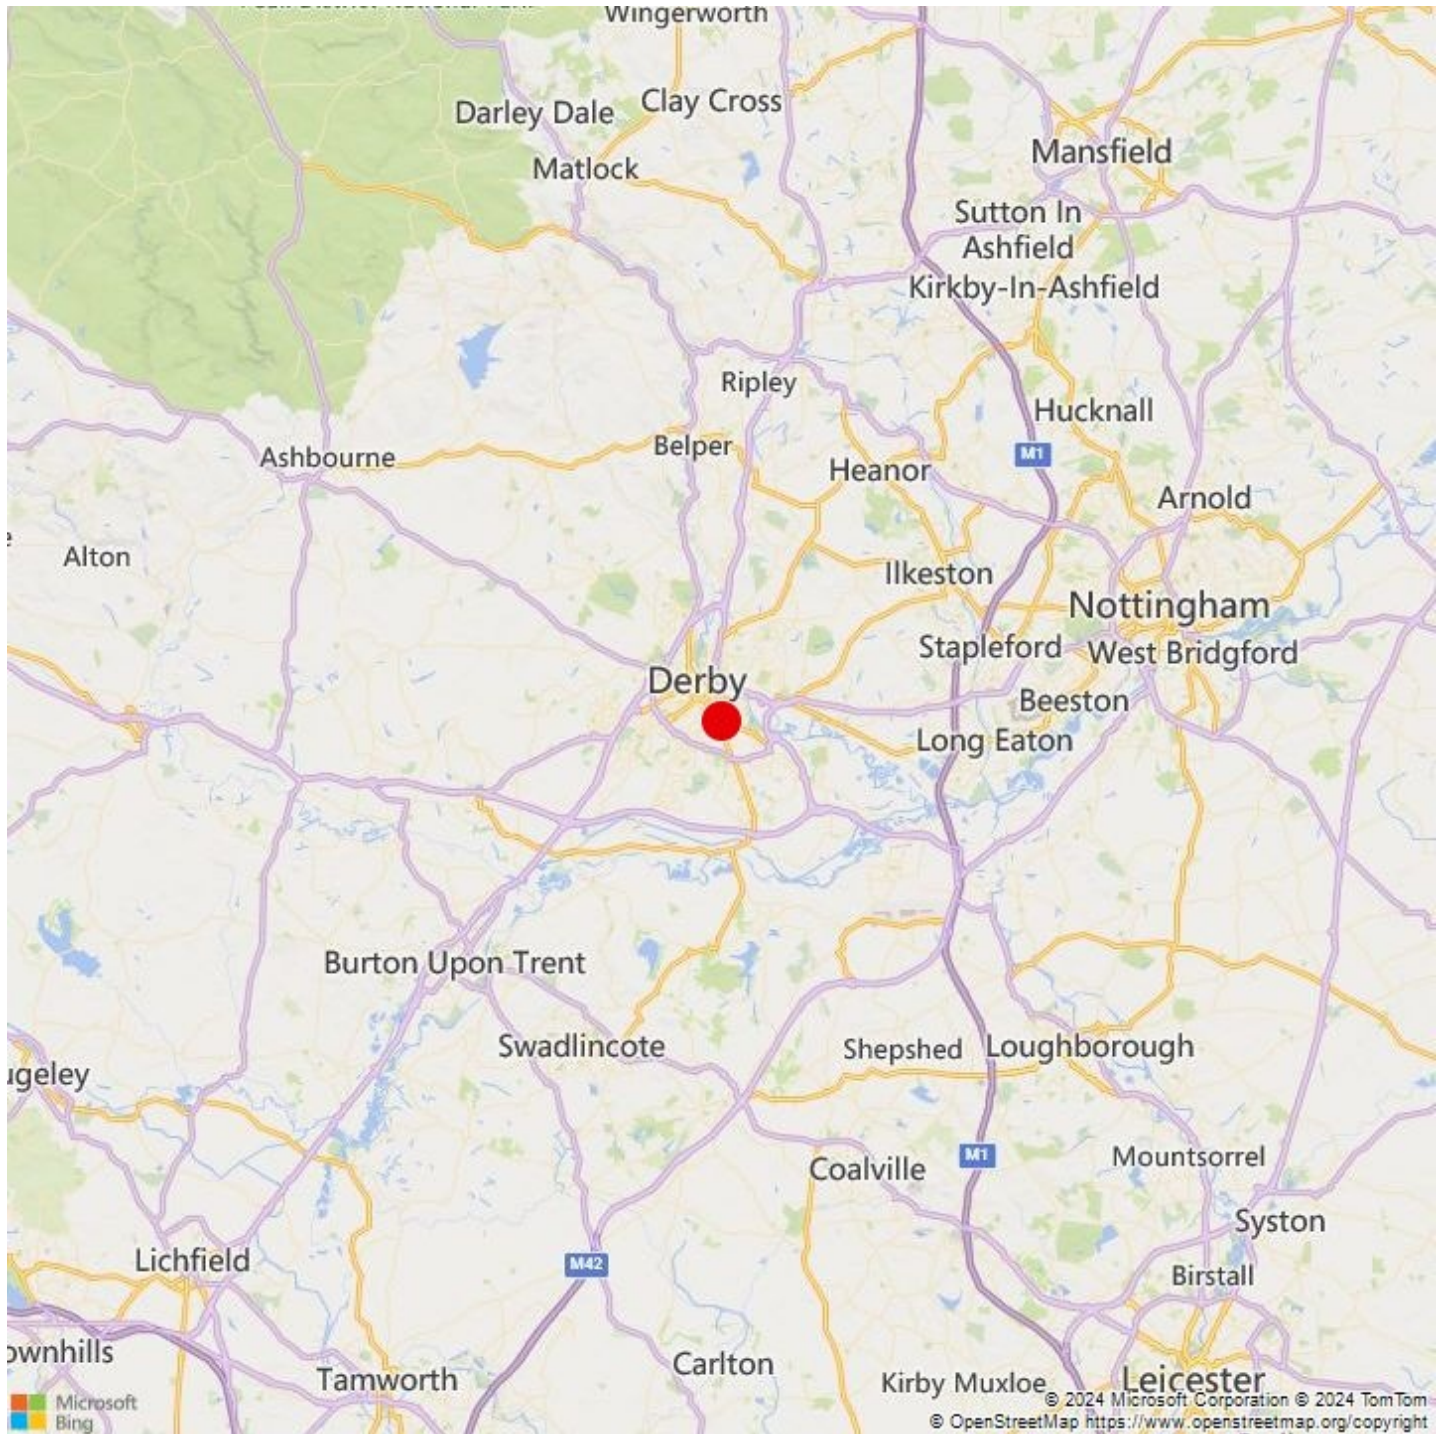 Wingerworth
Darley Dale
Clay Cross
Matlock
Mansfield
Sutton In
Ashfield
Kirkby-In-Ashfield
Ripley
Hucknall
Belper
Ashbourne
Heanor
M1
Arnold
Alton
Ilkeston
Nottingham
Stapleford
West Bridgford
Derby
Beeston
Long Eaton
Burton Upon Trent
Swadlincote
Shepshed
Loughborough
ugeley
M1
Coalville
Mountsorrel
Syston
Lichfield
M42
Birstall
ownhills
Tamworth
Carlton
Kirby Muxloe
Leicester
Microsoft
Bing
© 2024 Microsoft Corporation © 2024 TomTom
© OpenStreetMap https://www.openstreetmap.org/copyright